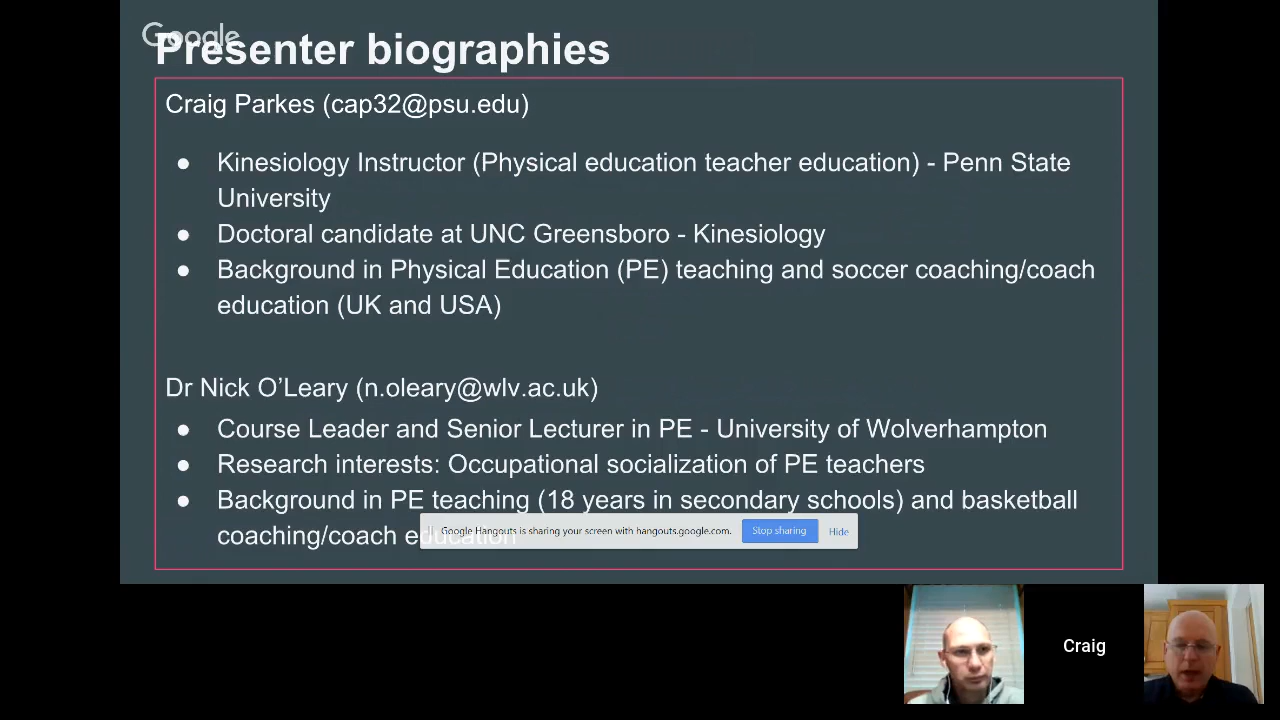 Google
Presenter biographies
Craig Parkes (cap32@psu.edu)
● Kinesiology Instructor (Physical education teacher education) - Penn State
University
● Doctoral candidate at UNC Greensboro - Kinesiology
● Background in Physical Education (PE) teaching and soccer coaching/coach
education (UK and USA)
Dr Nick O’Leary (n.oleary@wlv.ac.uk)
● Course Leader and Senior Lecturer in PE - University of Wolverhampton
● Research interests: Occupational socialization of PE teachers
● Background in PE teaching (18 years in secondary schools) and basketball
coaching/coach education
Google Hangouts is sharing your screen with hangouts.google.com. Stop sharing Hide
Craig